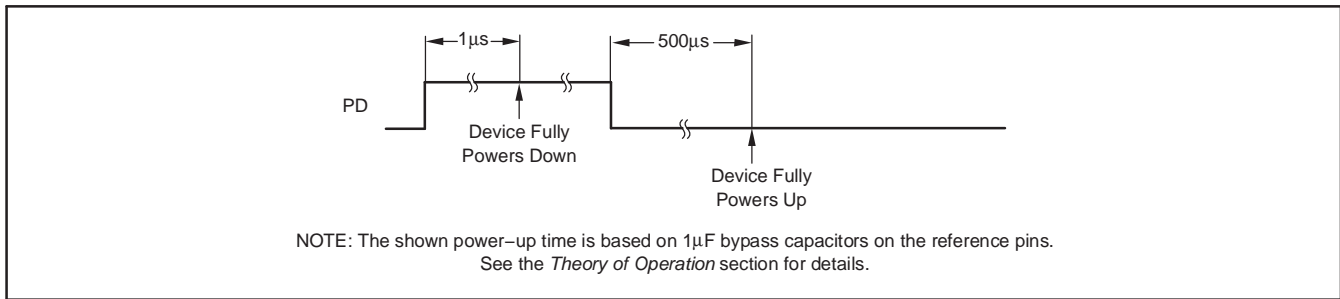 1μs
500μs
PD
Device Fully
Powers Down
Device Fully
Powers Up
NOTE: The shown power−up time is based on 1μF bypass capacitors on the reference pins.
See the Theory of Operation section for details.